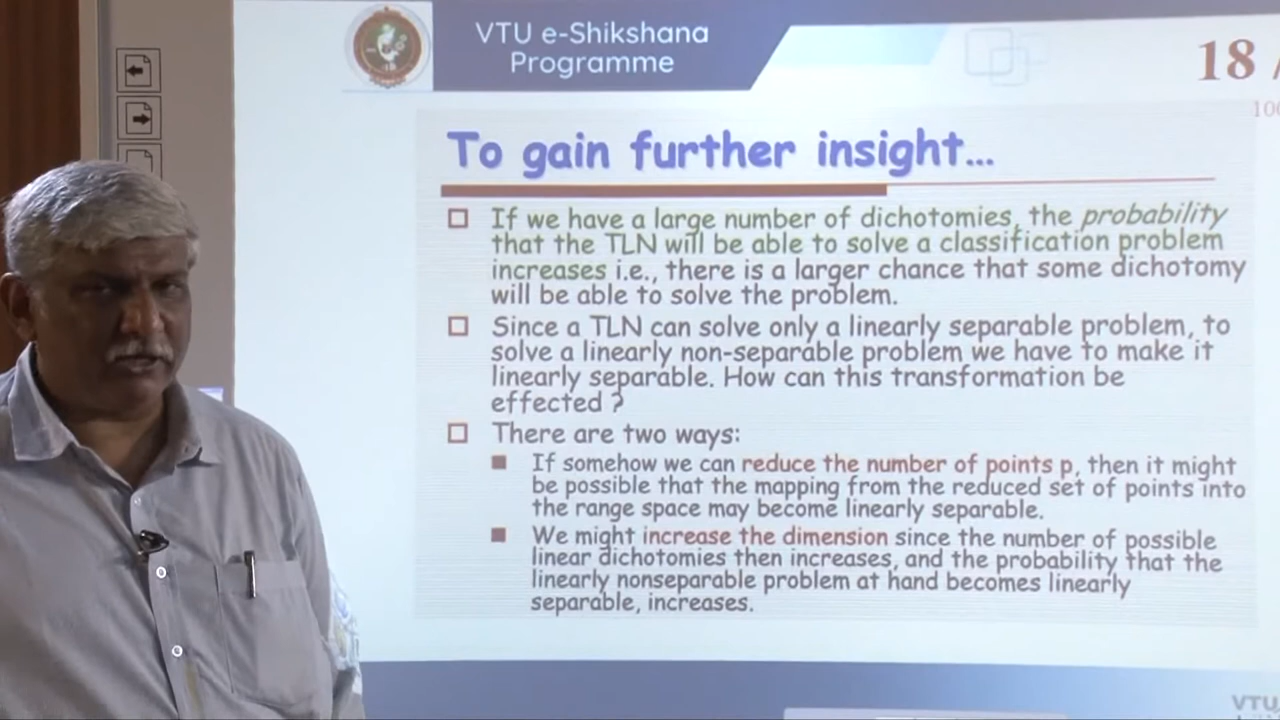 VTU e-Shikshana
Programme
18 /
100
To gain further insight...
If we have a large number of dichotomies, the probability
that the TLN will be able to solve a classification problem
increases i.e., there is a larger chance that some dichotomy
will be able to solve the problem.
Since a TLN can solve only a linearly separable problem, to
solve a linearly non-separable problem we have to make it
linearly separable. How can this transformation be
effected ?
There are two ways:
If somehow we can reduce the number of points p, then it might
be possible that the mapping from the reduced set of points into
the range space may become linearly separable.
We might increase the dimension since the number of possible
linear dichotomies then increases, and the probability that the
linearly nonseparable problem at hand becomes linearly
separable, increases.
VTU